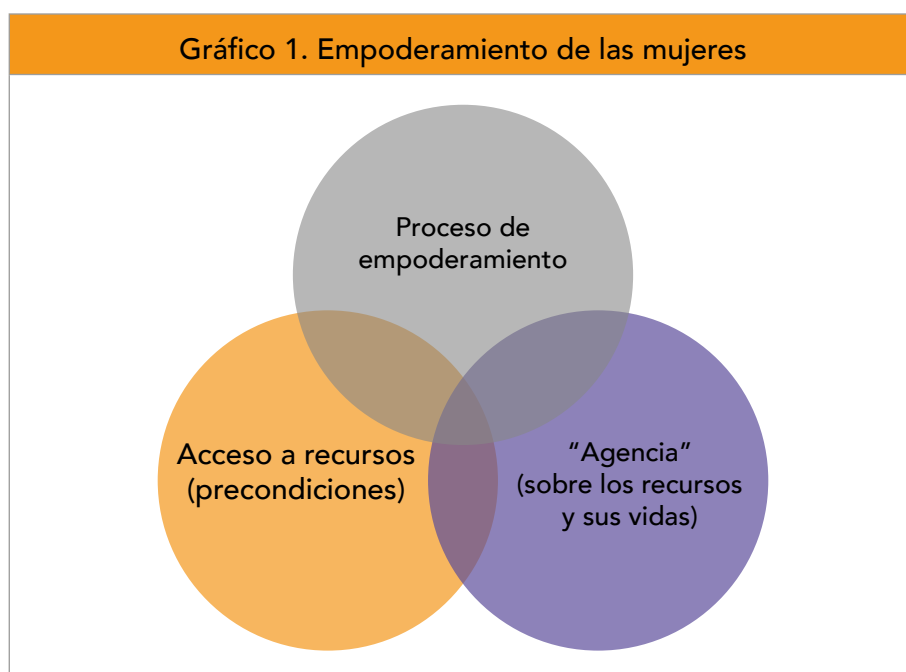 Gráfico 1. Empoderamiento de las mujeres
Proceso de
empoderamiento
Acceso a recursos
(precondiciones)
“Agencia”
(sobre los recursos
y sus vidas)